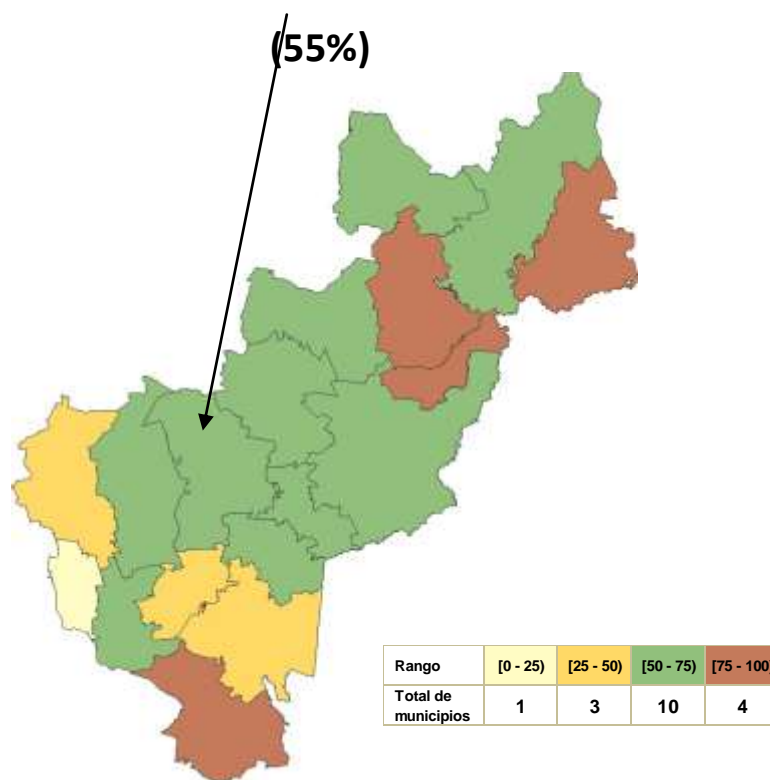 (55%)
Rango [0 - 25) [25 - 50) [50 - 75) [75 - 100)
Total de
municipios 1 3 10 4